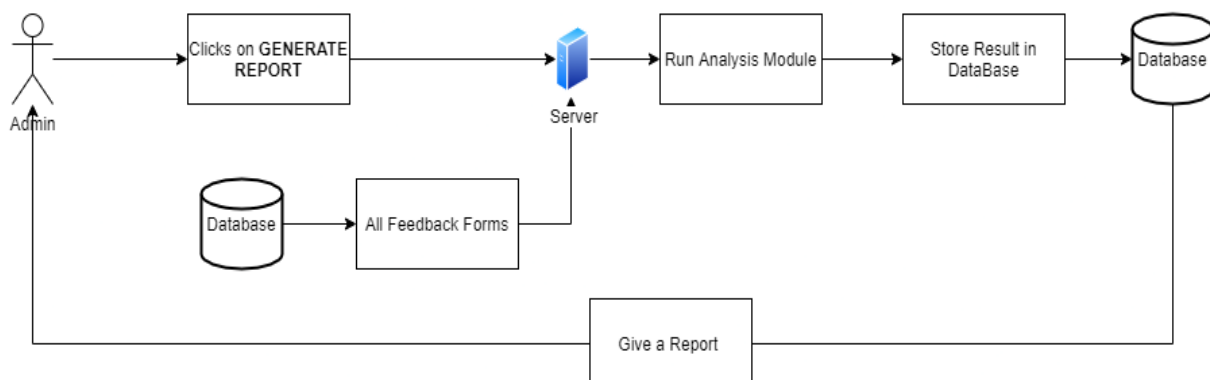 Admin
Clicks on GENERATE
REPORT
Server
Run Analysis Module
Store Result in
DataBase
Database
Database
All Feedback Forms
Give a Report